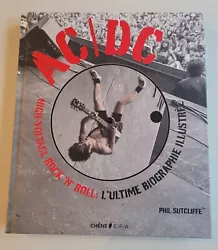 AC/DC
HIGH-VOLTAGE ROCK 'N' ROLL: L'ULTIME BIOGRAPHIE ILLUSTRÉE
PHIL SUTCLIFFE
CHÊNE E/P/A